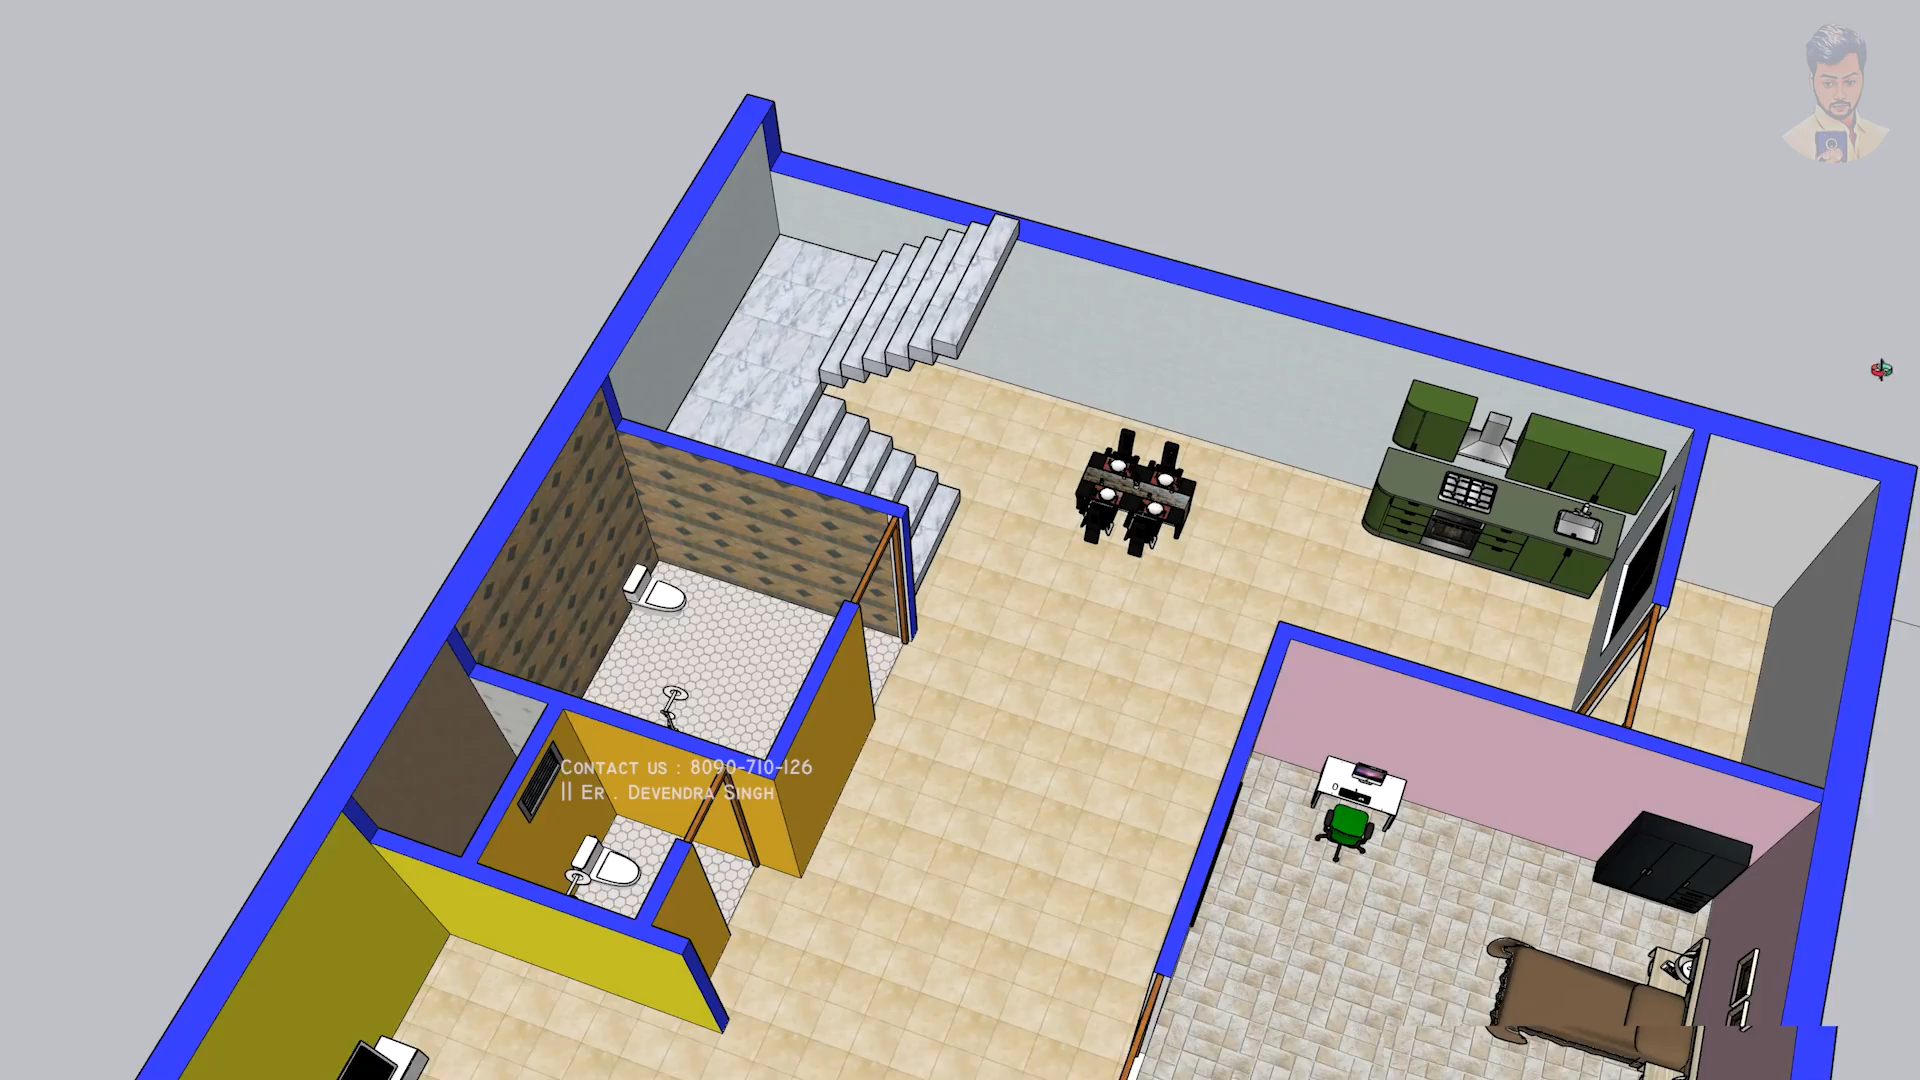 Contact us : 8090-710-126
|| Er . Devendra Singh